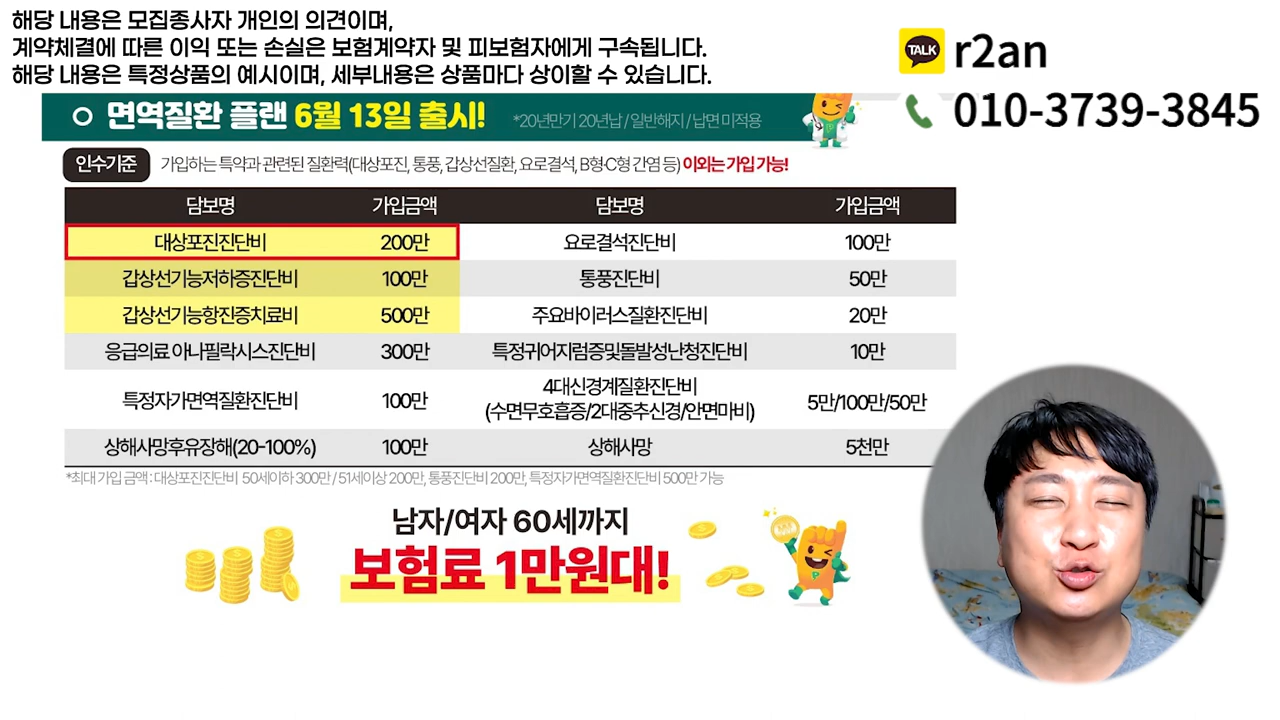 해당 내용은 모집종사자 개인의 의견이며,
계약체결에 따른 이익 또는 손실은 보험계약자 및 피보험자에게 구속됩니다.
해당 내용은 특정상품의 예시이며, 세부내용은 상품마다 상이할 수 있습니다.
TALK r2an
010-3739-3845
면역질환 플랜 6월 13일 출시! *20년만기 20년납 / 일반해지 / 납면 미적용
인수기준 가입하는 특약과 관련된 질환력(대상포진, 통풍, 갑상선질환, 요로결석, B형·C형 간염 등) 이외는 가입 가능!
담보명 가입금액 담보명 가입금액
대상포진진단비 200만 요로결석진단비 100만
갑상선기능저하증진단비 100만 통풍진단비 50만
갑상선기능항진증치료비 500만 주요바이러스질환진단비 20만
응급의료 아나필락시스진단비 300만 특정귀어지럼증및돌발성난청진단비 10만
특정자가면역질환진단비 100만 4대신경계질환진단비
(수면무호흡증/2대중추신경/안면마비) 5만/100만/50만
상해사망후유장해(20-100%) 100만 상해사망 5천만
*최대 가입 금액 : 대상포진진단비 50세이하 300만 / 51세이상 200만, 통풍진단비 200만, 특정자가면역질환진단비 500만 가능
남자/여자 60세까지
보험료 1만원대!